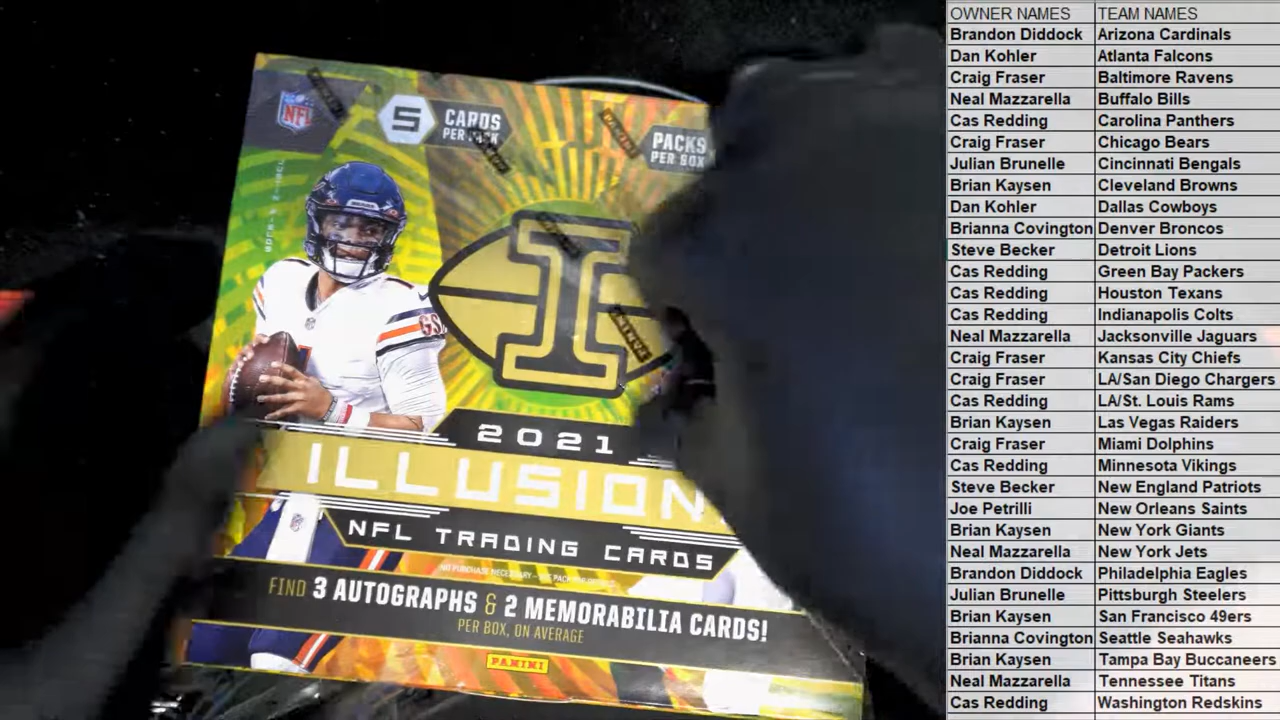 NFL
5
CARDS
PER PACK
PACKS
PER BOX
PANINI
BEARS
GSH
I
2021
ILLUSION
NFL TRADING CARDS
FIND 3 AUTOGRAPHS & 2 MEMORABILIA CARDS!
PER BOX, ON AVERAGE
PANINI
OWNER NAMES TEAM NAMES
Brandon Diddock Arizona Cardinals
Dan Kohler Atlanta Falcons
Craig Fraser Baltimore Ravens
Neal Mazzarella Buffalo Bills
Cas Redding Carolina Panthers
Craig Fraser Chicago Bears
Julian Brunelle Cincinnati Bengals
Brian Kaysen Cleveland Browns
Dan Kohler Dallas Cowboys
Brianna Covington Denver Broncos
Steve Becker Detroit Lions
Cas Redding Green Bay Packers
Cas Redding Houston Texans
Cas Redding Indianapolis Colts
Neal Mazzarella Jacksonville Jaguars
Craig Fraser Kansas City Chiefs
Craig Fraser LA/San Diego Chargers
Cas Redding LA/St. Louis Rams
Brian Kaysen Las Vegas Raiders
Craig Fraser Miami Dolphins
Cas Redding Minnesota Vikings
Steve Becker New England Patriots
Joe Petrilli New Orleans Saints
Brian Kaysen New York Giants
Neal Mazzarella New York Jets
Brandon Diddock Philadelphia Eagles
Julian Brunelle Pittsburgh Steelers
Brian Kaysen San Francisco 49ers
Brianna Covington Seattle Seahawks
Brian Kaysen Tampa Bay Buccaneers
Neal Mazzarella Tennessee Titans
Cas Redding Washington Redskins